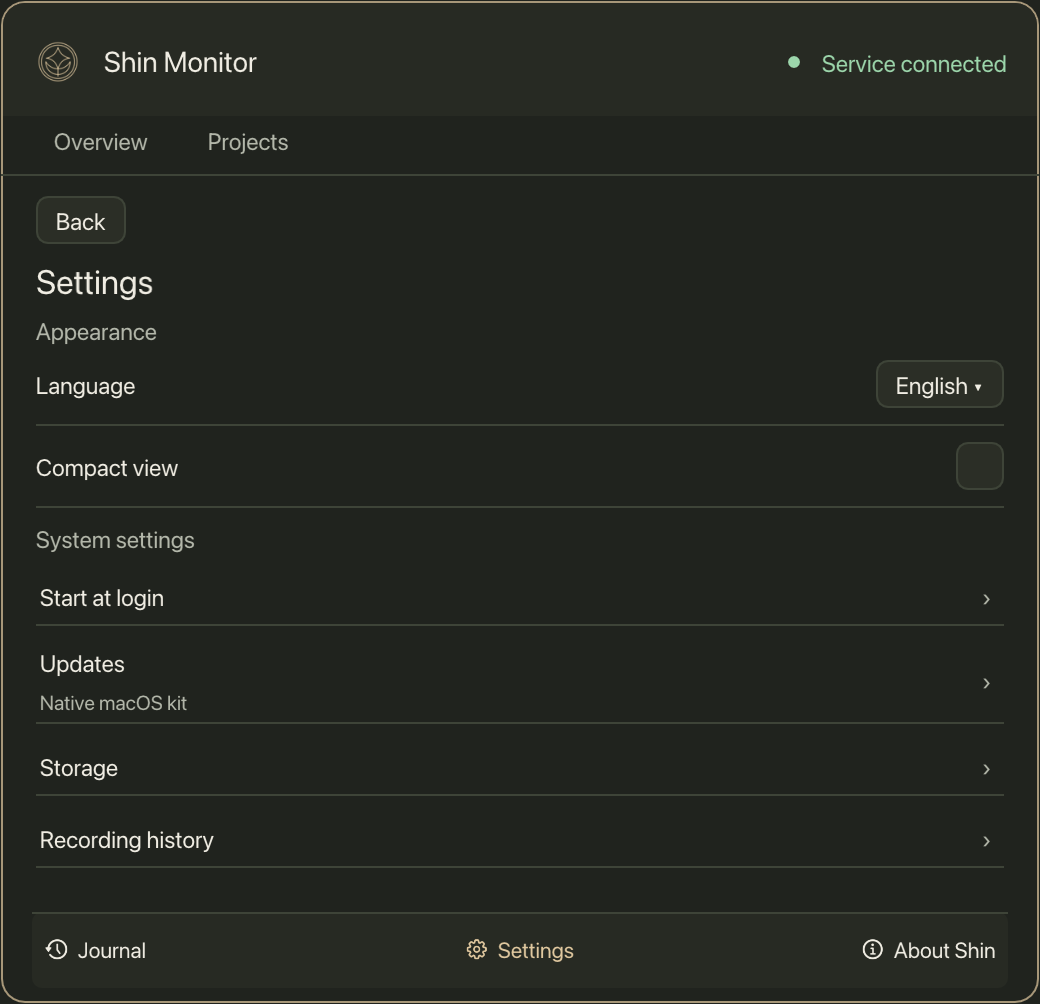 Shin Monitor
Service connected
Overview Projects
Back
Settings
Appearance
Language English ▾
Compact view
System settings
Start at login ›
Updates
Native macOS kit ›
Storage ›
Recording history ›
Journal Settings About Shin